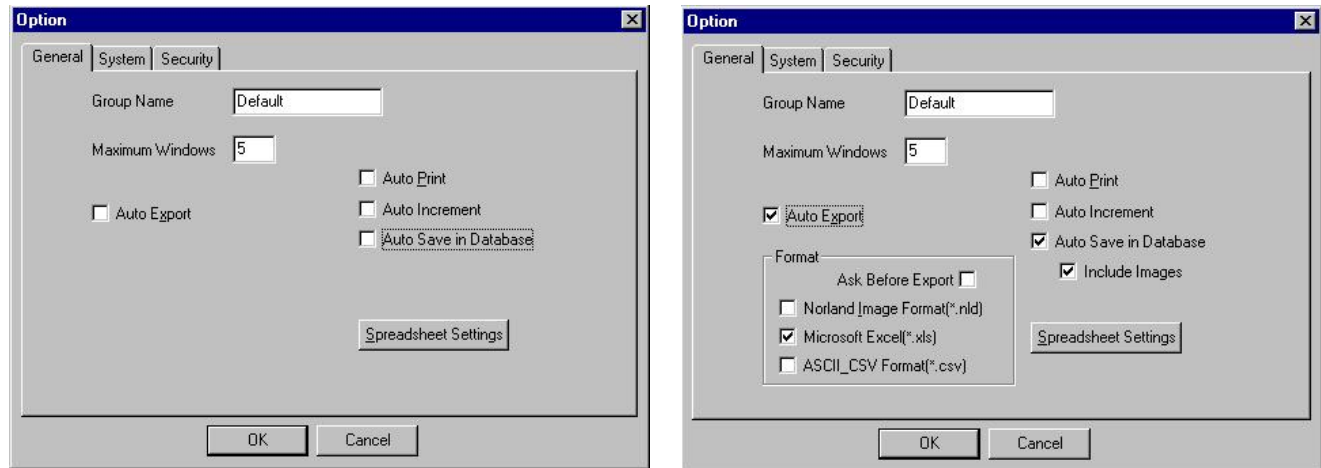 Option
General System Security
Group Name Default
Maximum Windows 5
Auto Print
Auto Export
Auto Increment
Auto Save in Database
Spreadsheet Settings
OK Cancel
Option
General System Security
Group Name Default
Maximum Windows 5
Auto Print
Auto Export
Auto Increment
Auto Save in Database
Include Images
Format
Ask Before Export
Norland Image Format(*.nld)
Microsoft Excel(*.xls)
ASCII_CSV Format(*.csv)
Spreadsheet Settings
OK Cancel